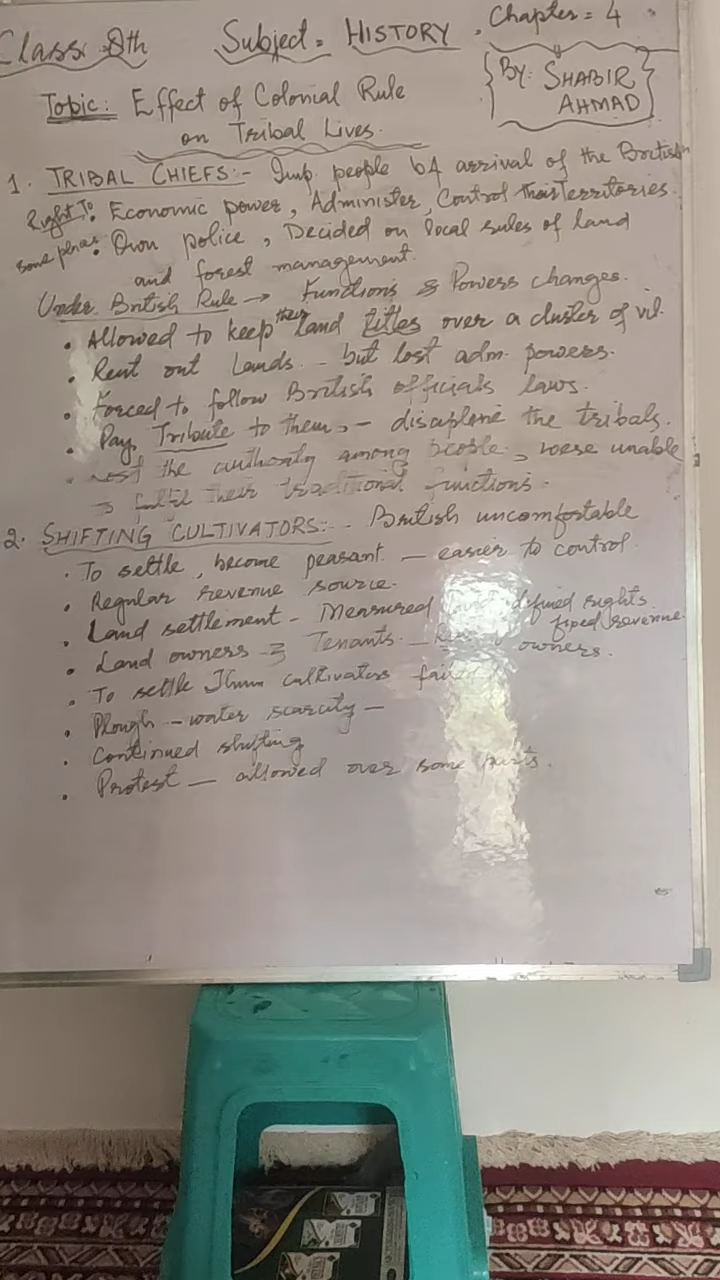 Class: 8th Subject = HISTORY, Chapter = 4
{By: SHABIR AHMAD}
Topic: Effect of Colonial Rule
on Tribal Lives.
1. TRIBAL CHIEFS:- Imp. people b4 arrival of the British
Right To: Economic power, Administer, Control their Territories.
some places: Own police, Decided on local rules of land
and forest management.
Under British Rule → Functions & Powers changes.
• Allowed to keep their land titles over a cluster of vil.
• Rent out lands - but lost adm. powers.
• Forced to follow British officials laws.
• Pay Tribute to them, - discipline the tribals.
• Lost the authority among people, were unable
to fulfil their traditional functions.
2. SHIFTING CULTIVATORS:- British uncomfortable
• To settle, become peasant - easier to control
• Regular revenue source.
• Land settlement - Measured land, defined rights
fixed revenue.
• Land owners & Tenants - owners.
• To settle Jhum cultivators failed
• Plough - water scarcity -
• Continued shifting
• Protest - allowed over some parts.